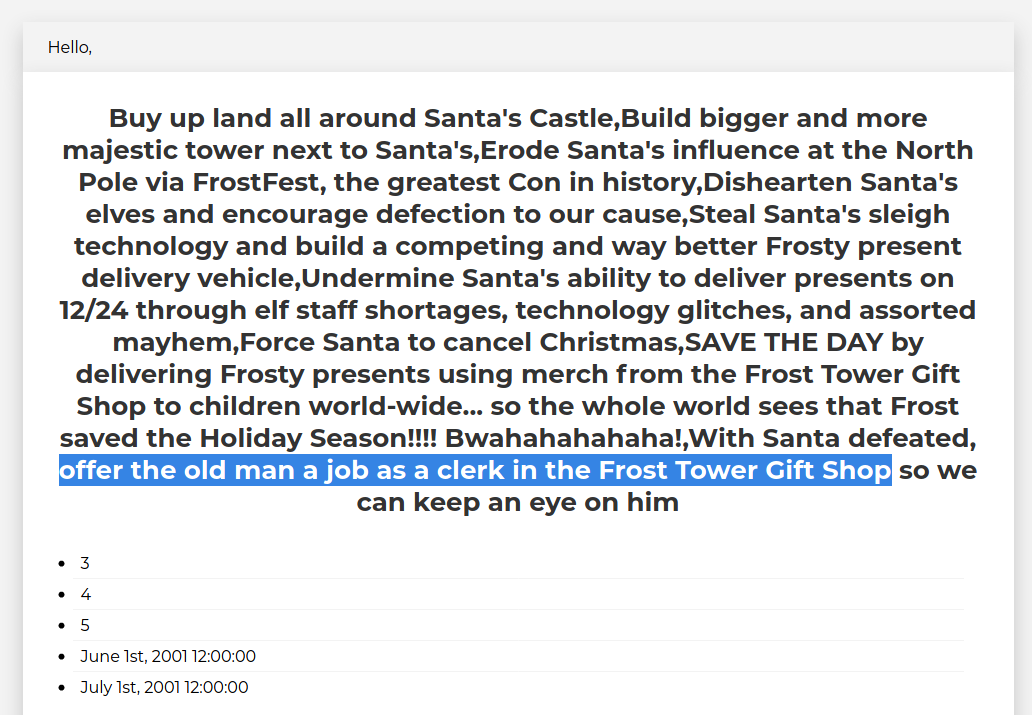 Hello,
Buy up land all around Santa's Castle,Build bigger and more
majestic tower next to Santa's,Erode Santa's influence at the North
Pole via FrostFest, the greatest Con in history,Dishearten Santa's
elves and encourage defection to our cause,Steal Santa's sleigh
technology and build a competing and way better Frosty present
delivery vehicle,Undermine Santa's ability to deliver presents on
12/24 through elf staff shortages, technology glitches, and assorted
mayhem,Force Santa to cancel Christmas,SAVE THE DAY by
delivering Frosty presents using merch from the Frost Tower Gift
Shop to children world-wide... so the whole world sees that Frost
saved the Holiday Season!!!! Bwahahahahaha!,With Santa defeated,
offer the old man a job as a clerk in the Frost Tower Gift Shop so we
can keep an eye on him
3
4
5
June 1st, 2001 12:00:00
July 1st, 2001 12:00:00